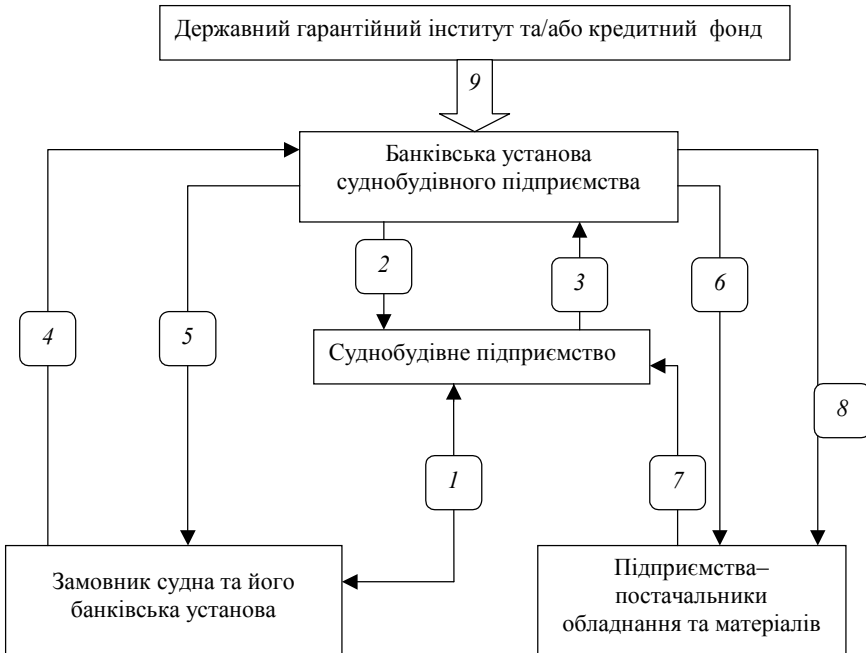 Державний гарантійний інститут та/або кредитний фонд
9
Банківська установа
суднобудівного підприємства
2
3
6
4
5
Суднобудівне підприємство
8
1
7
Замовник судна та його
банківська установа
Підприємства–
постачальники
обладнання та матеріалів